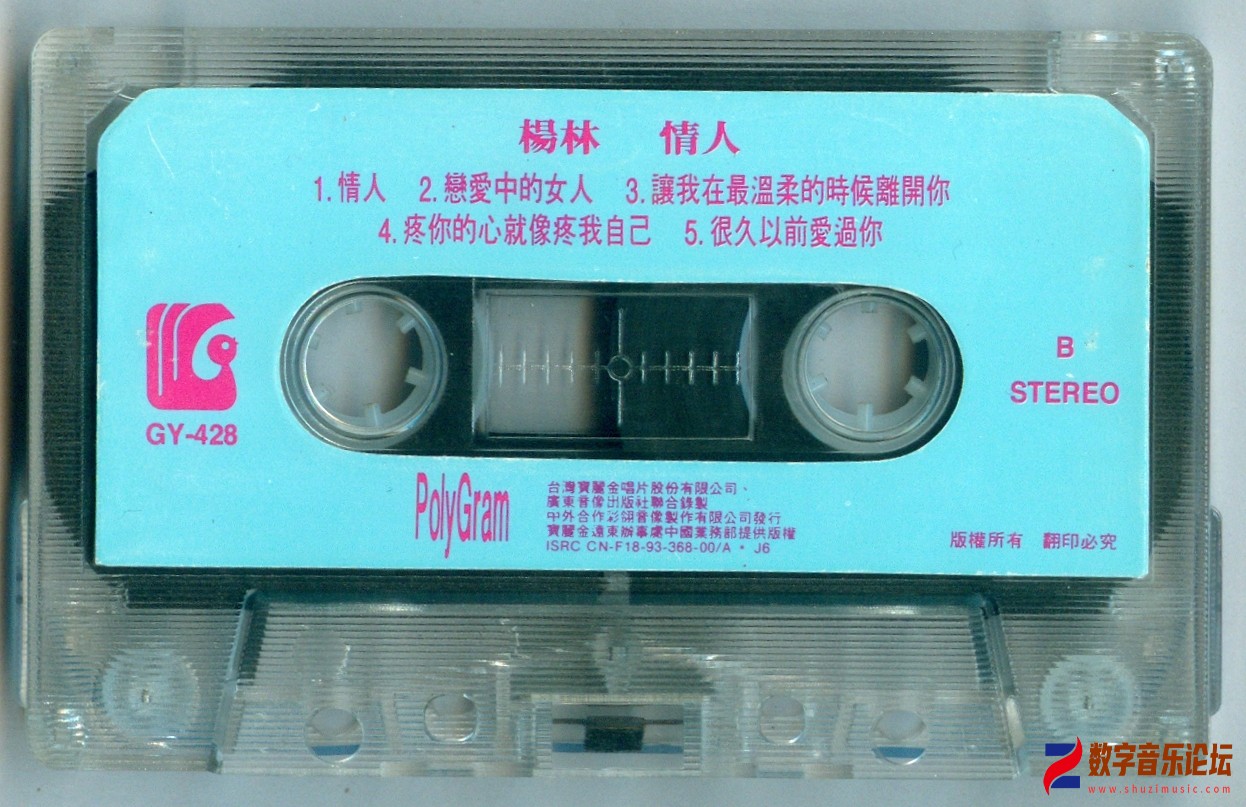 楊林 情人
1.情人 2.戀愛中的女人 3.讓我在最溫柔的時候離開你
4.疼你的心就像疼我自己 5.很久以前愛過你
B
STEREO
GY-428
PolyGram
台灣寶麗金唱片股份有限公司、
廣東音像出版社聯合錄製
中外合作彩翎音像製作有限公司發行
寶麗金遠東辦事處中國業務部提供版權
ISRC CN-F18-93-368-00/A・J6
版權所有 翻印必究
数字音乐论坛
www.shuzimusic.com